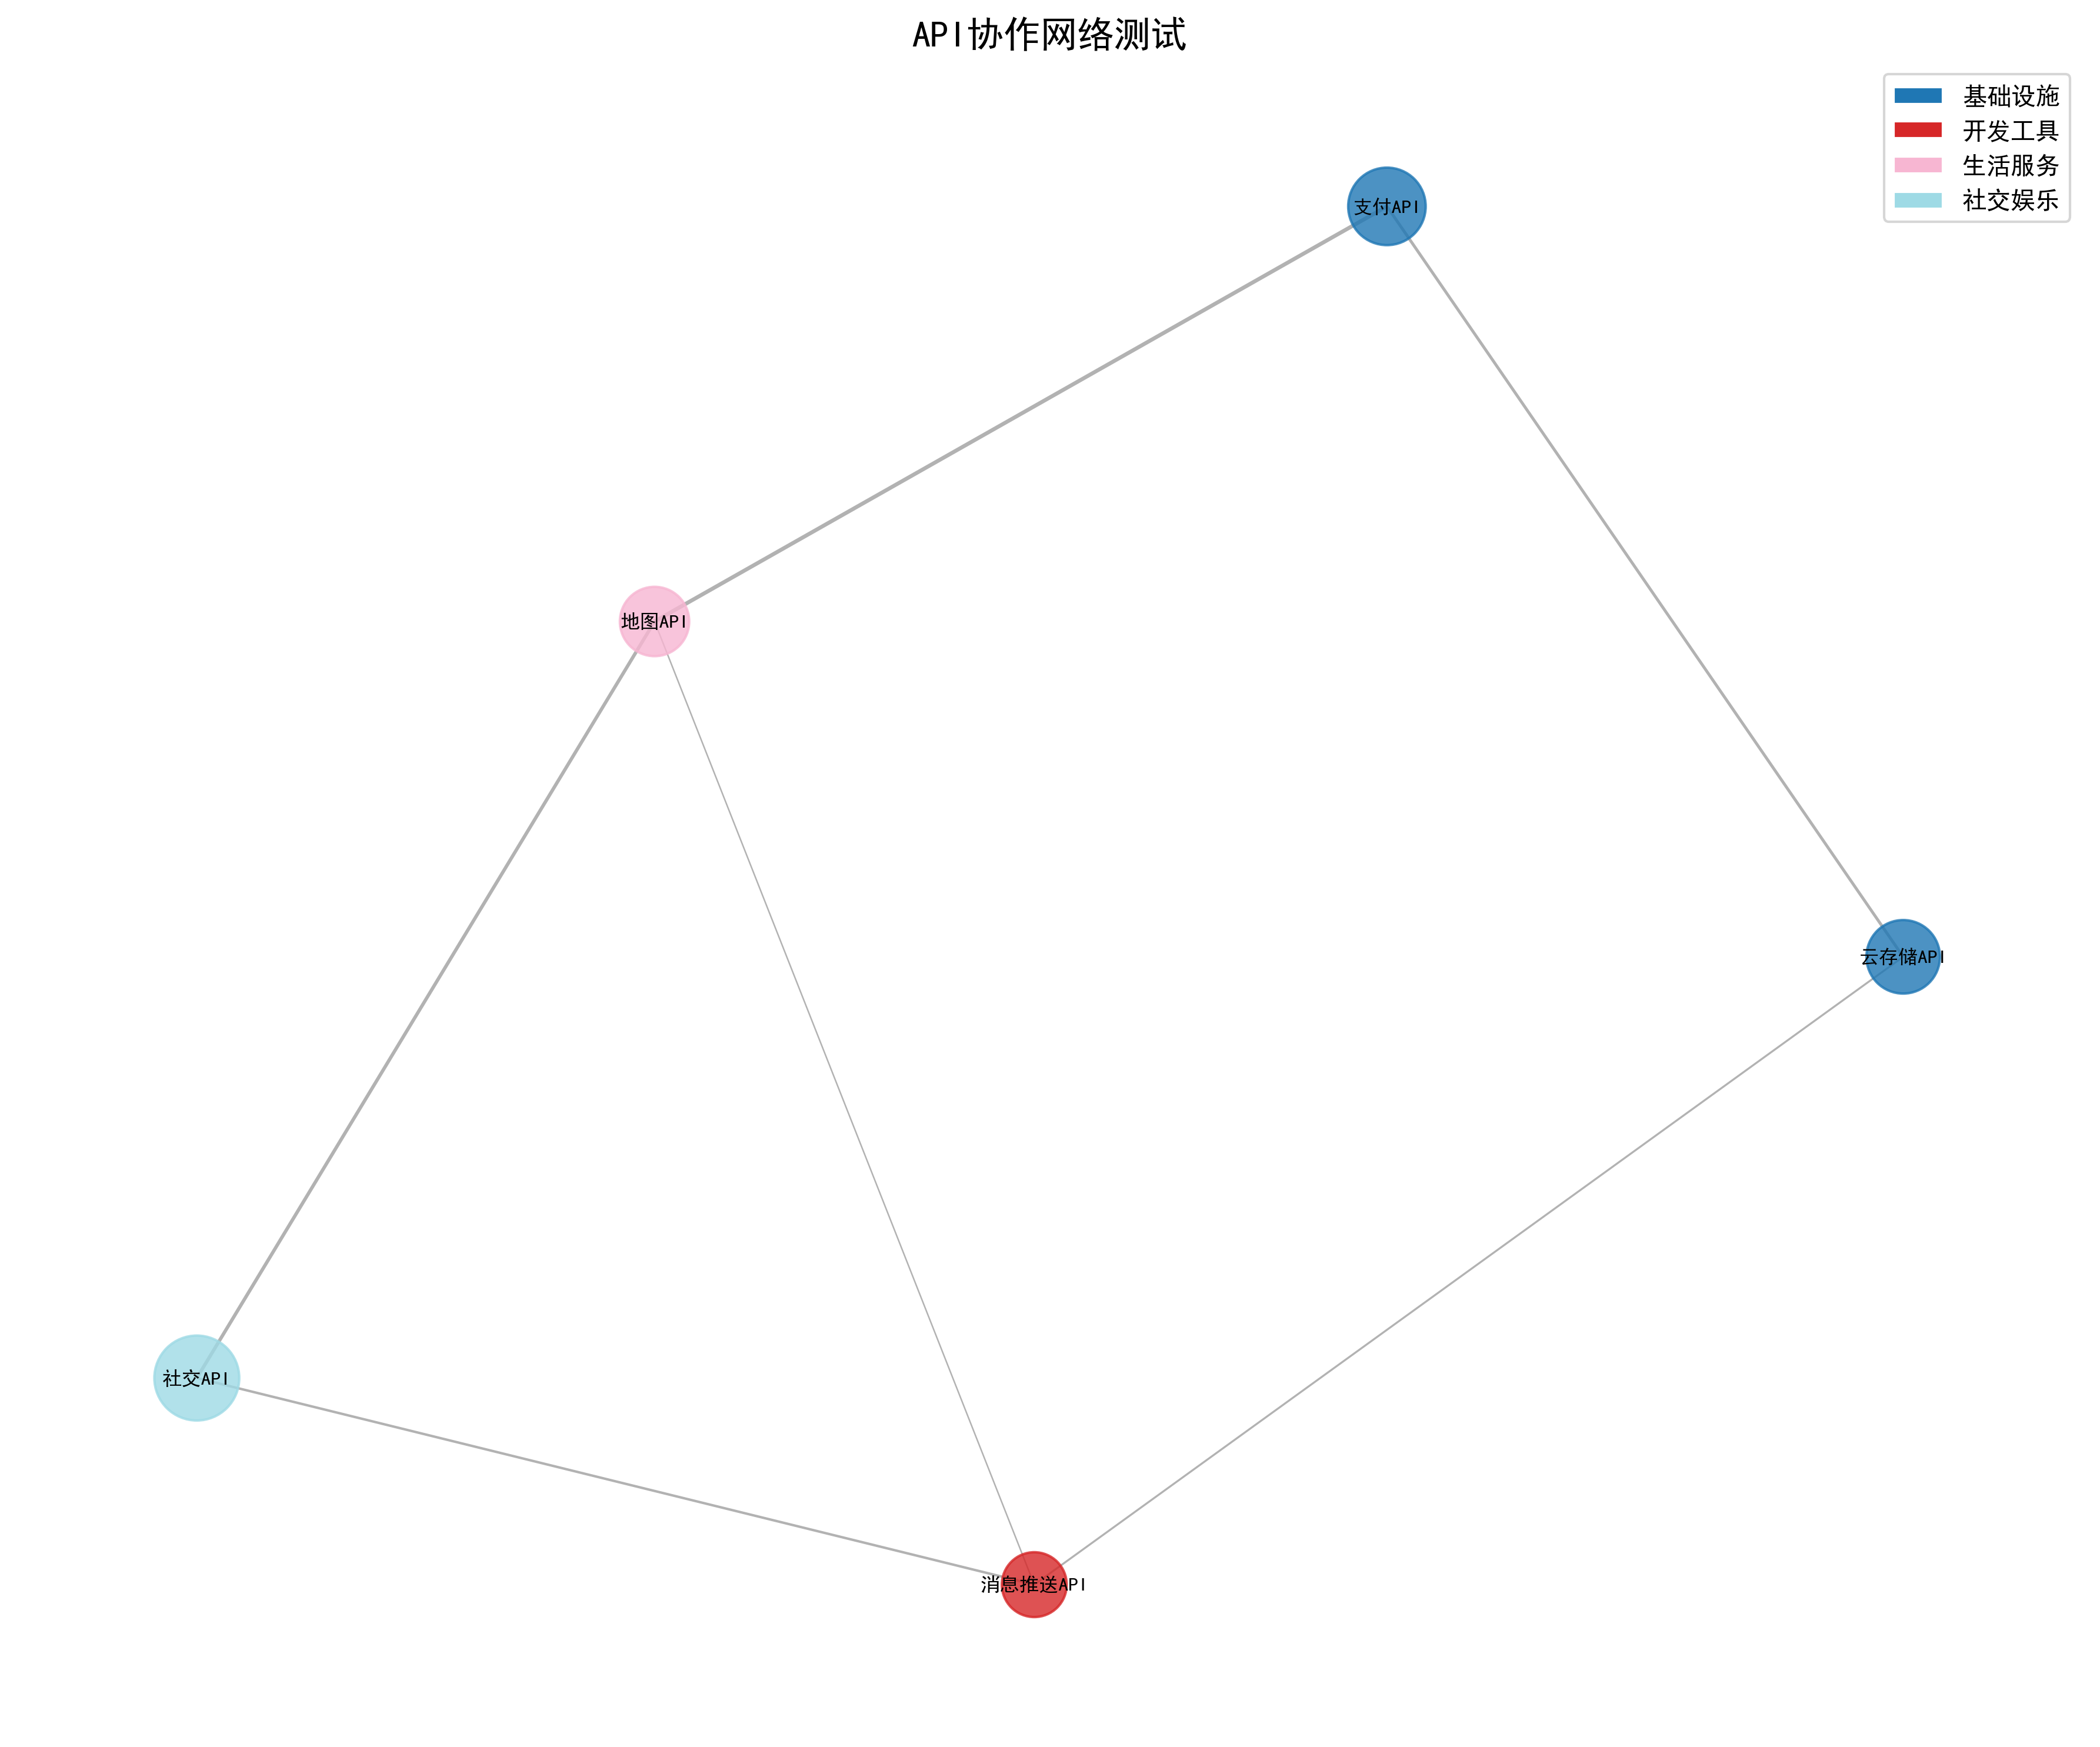 API协作网络测试
基础设施
开发工具
生活服务
社交娱乐
支付API
地图API
云存储API
社交API
消息推送API